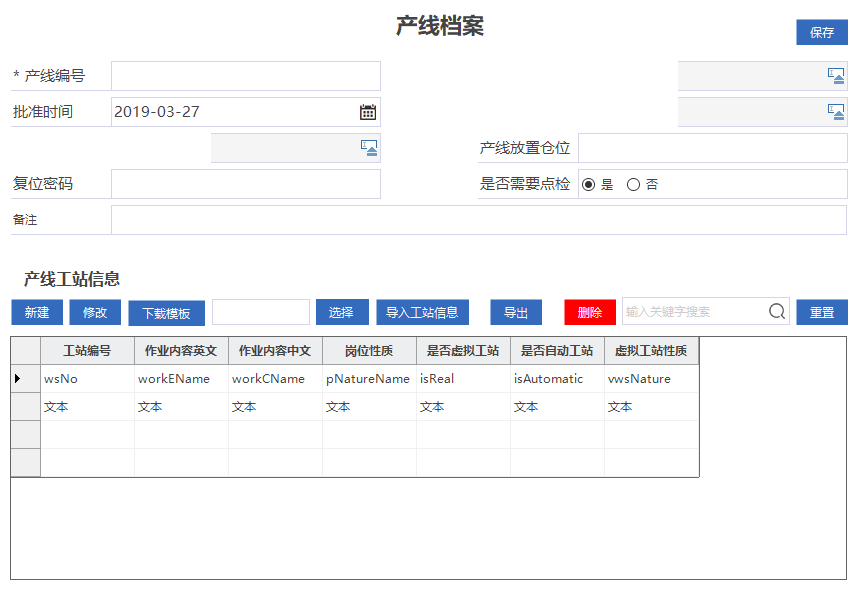 产线档案
保存
* 产线编号
批准时间 2019-03-27
产线放置仓位
复位密码 是否需要点检 是 否
备注
产线工站信息
新建 修改 下载模板 选择 导入工站信息 导出 删除 输入关键字搜索 重置
工站编号 作业内容英文 作业内容中文 岗位性质 是否虚拟工站 是否自动工站 虚拟工站性质
wsNo workEName workCName pNatureName isReal isAutomatic vwsNature
文本 文本 文本 文本 文本 文本 文本